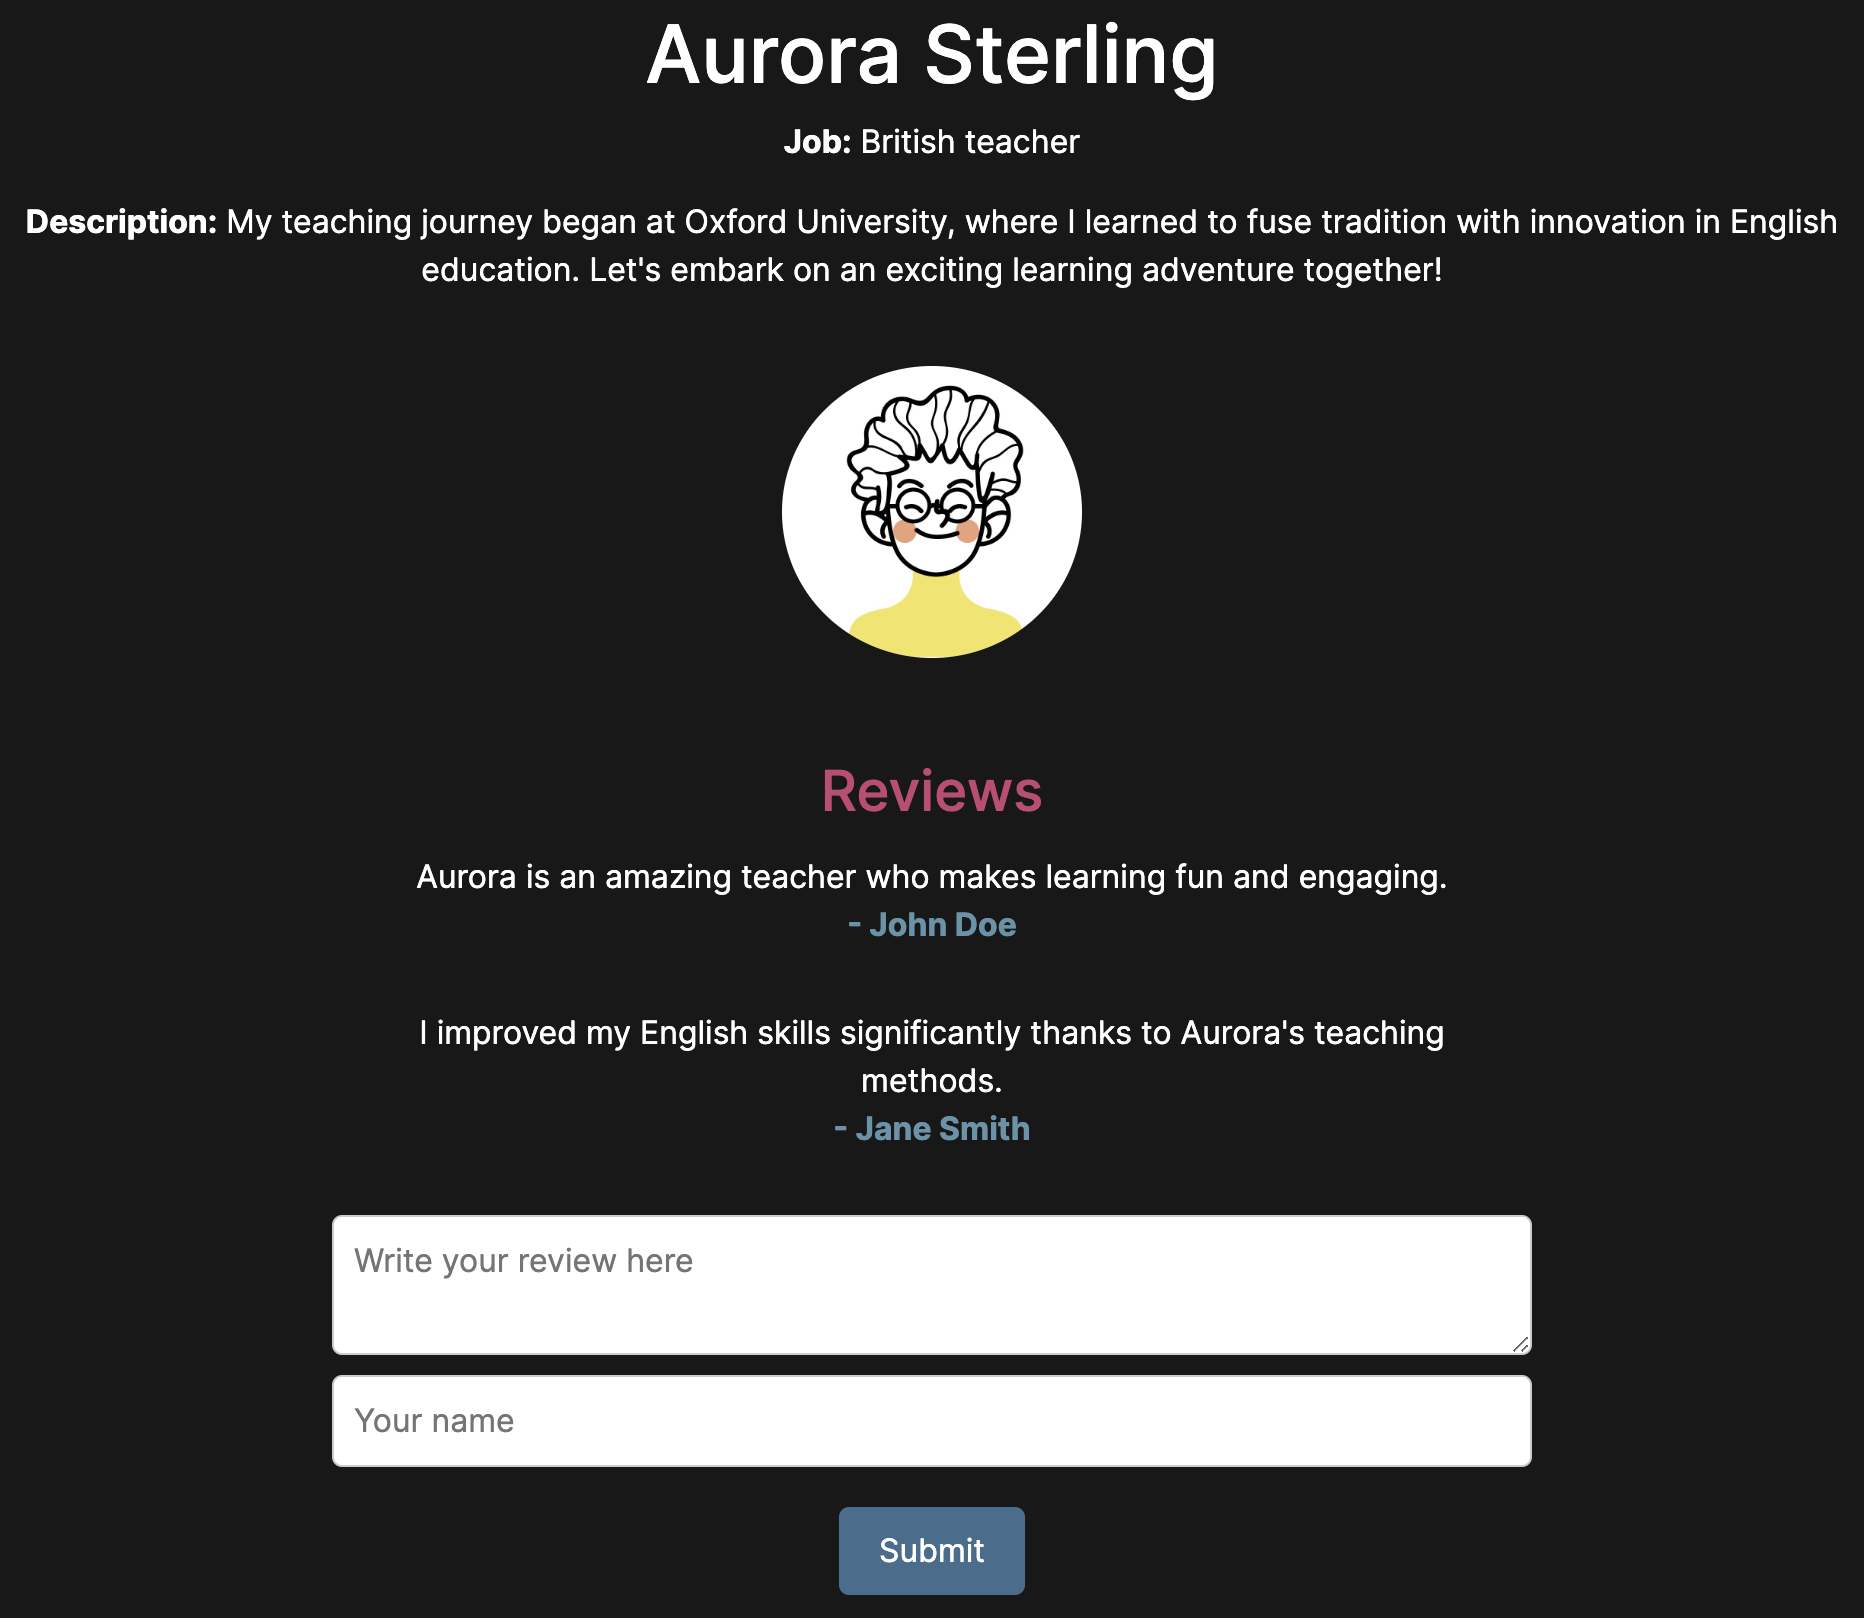 Aurora Sterling
Job: British teacher
Description: My teaching journey began at Oxford University, where I learned to fuse tradition with innovation in English
education. Let's embark on an exciting learning adventure together!
Reviews
Aurora is an amazing teacher who makes learning fun and engaging.
- John Doe
I improved my English skills significantly thanks to Aurora's teaching
methods.
- Jane Smith
Write your review here
Your name
Submit